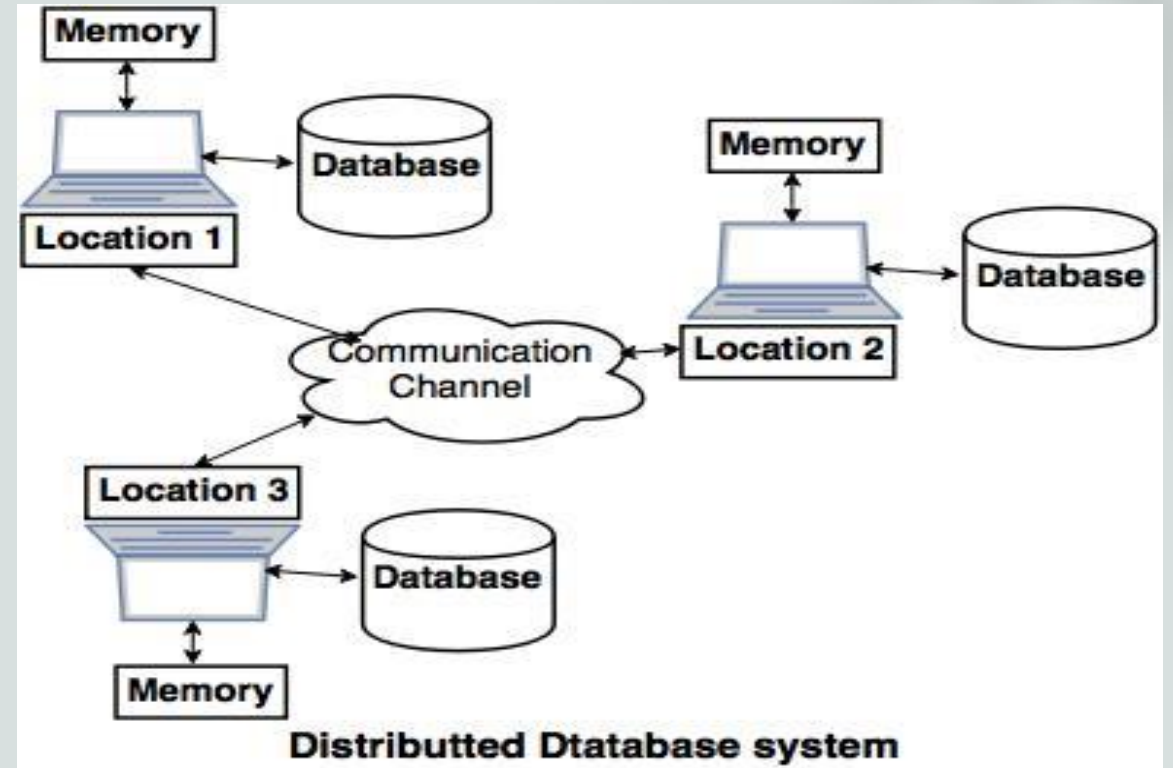 Memory
Database
Location 1
Memory
Database
Location 2
Communication
Channel
Location 3
Database
Memory
Distributted Dtatabase system